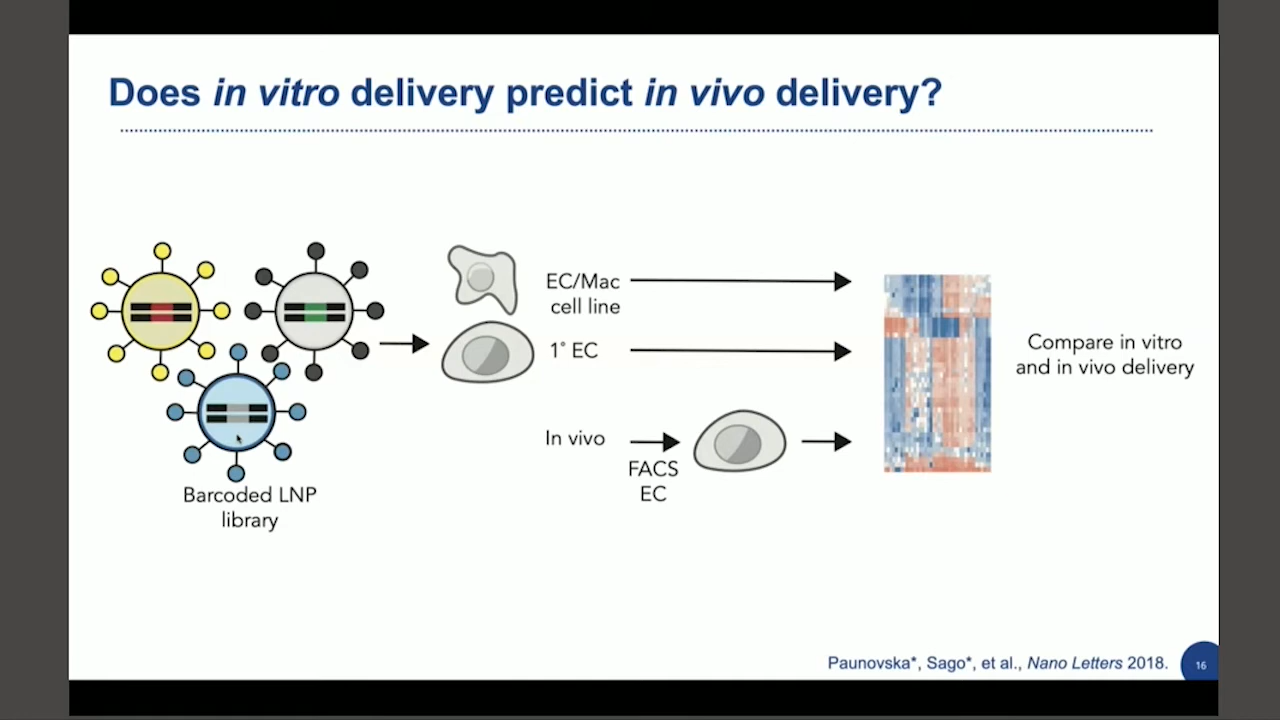 Does in vitro delivery predict in vivo delivery?
EC/Mac
cell line
1° EC
In vivo
FACS
EC
Barcoded LNP
library
Compare in vitro
and in vivo delivery
Paunovska*, Sago*, et al., Nano Letters 2018.
16